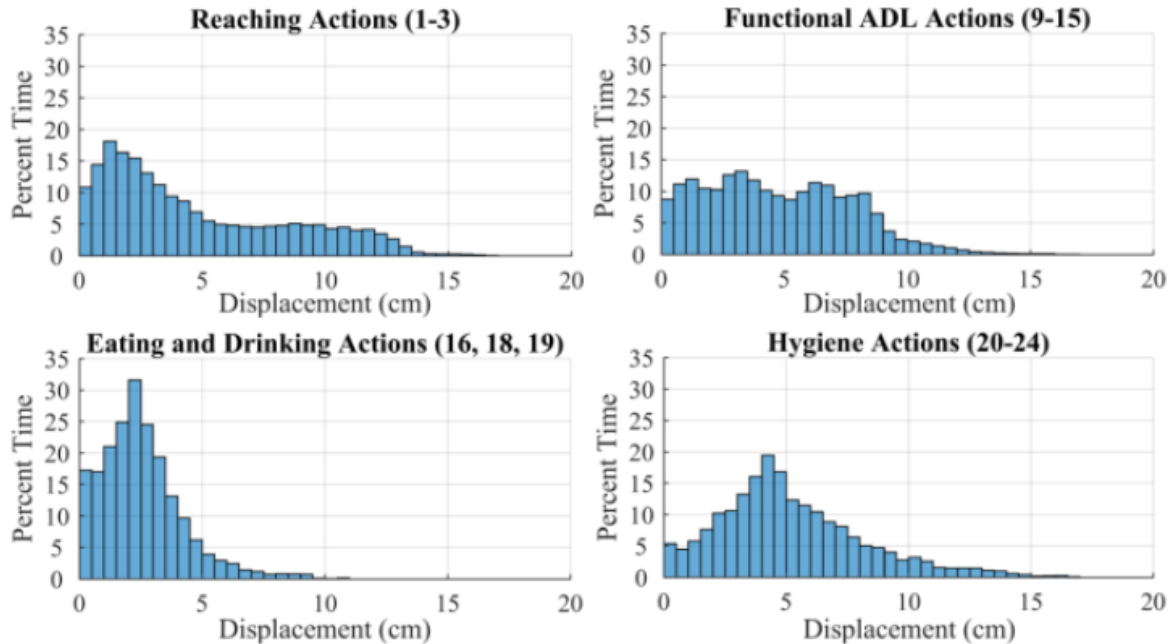 Reaching Actions (1-3)
35
30
25
20
15
10
5
0
Percent Time
0 5 10 15 20
Displacement (cm)
Functional ADL Actions (9-15)
35
30
25
20
15
10
5
0
Percent Time
0 5 10 15 20
Displacement (cm)
Eating and Drinking Actions (16, 18, 19)
35
30
25
20
15
10
5
0
Percent Time
0 5 10 15 20
Displacement (cm)
Hygiene Actions (20-24)
35
30
25
20
15
10
5
0
Percent Time
0 5 10 15 20
Displacement (cm)